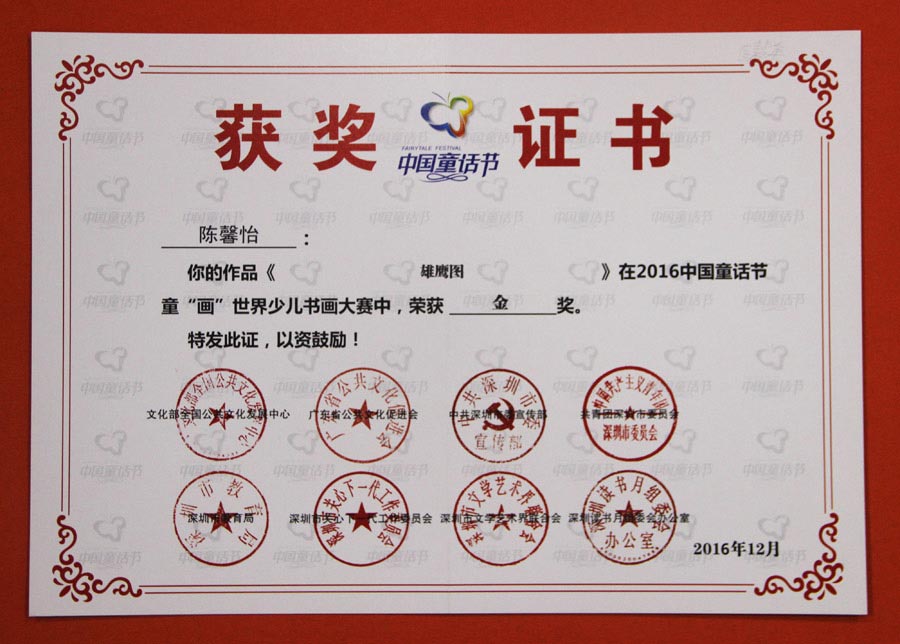 获奖
FAIRYTALE FESTIVAL
中国童话节
证书
陈馨怡：
你的作品《雄鹰图》在2016中国童话节
童“画”世界少儿书画大赛中，荣获 金 奖。
特发此证，以资鼓励！
文化部全国公共文化发展中心 广东省公共文化促进会 中共深圳市委宣传部 共青团深圳市委员会
深圳市教育局 深圳市关心下一代工作委员会 深圳市文学艺术界联合会 深圳读书月组委会办公室
2016年12月